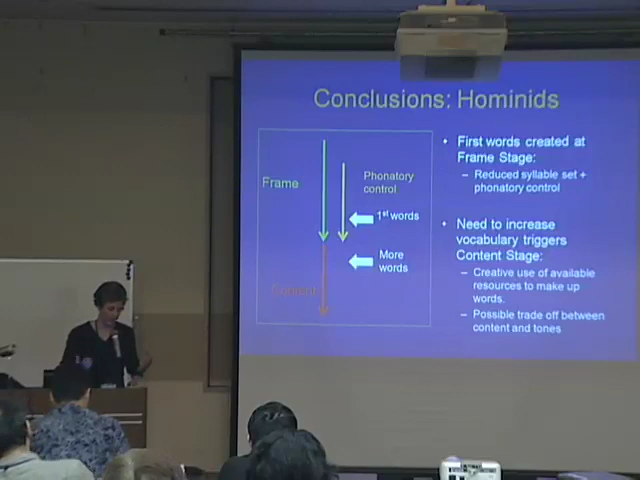 Conclusions: Hominids
Frame
Phonatory
control
1st words
More
words
Content
• First words created at
Frame Stage:
– Reduced syllable set +
phonatory control
• Need to increase
vocabulary triggers
Content Stage:
– Creative use of available
resources to make up
words.
– Possible trade off between
content and tones